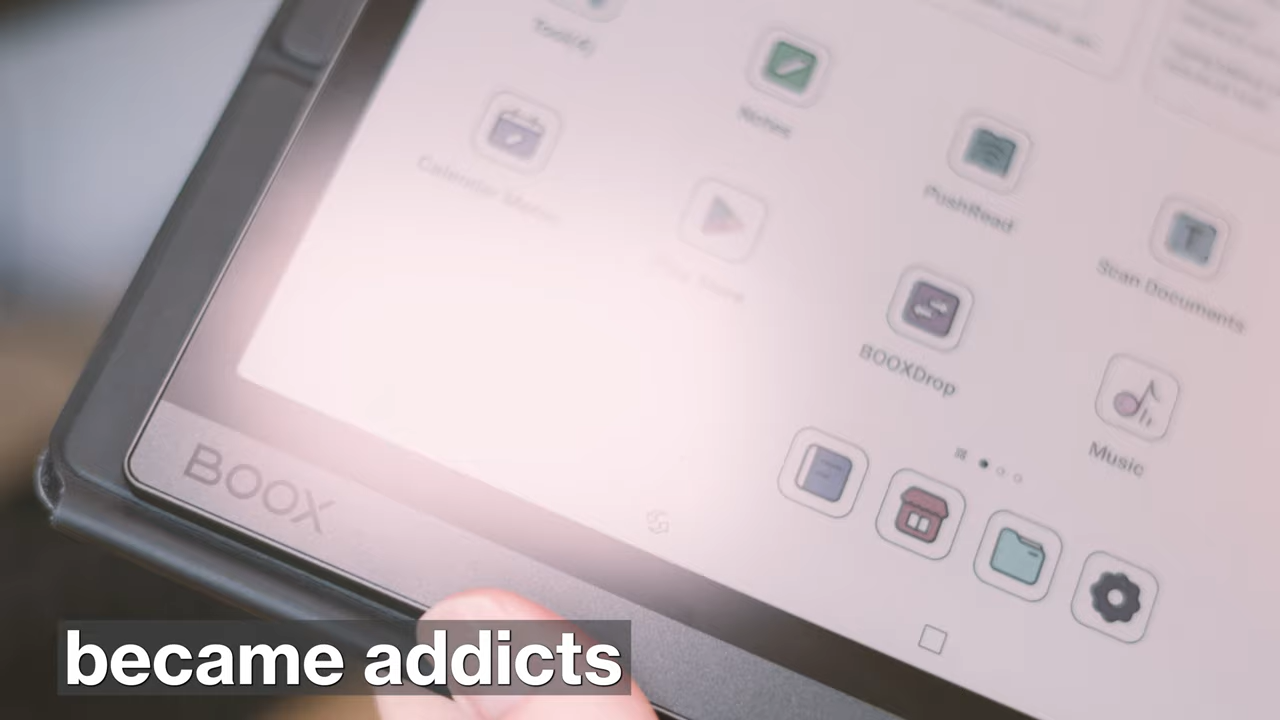 Notes
PushRead
Scan Documents
BOOXDrop
Music
BOOX
became addicts